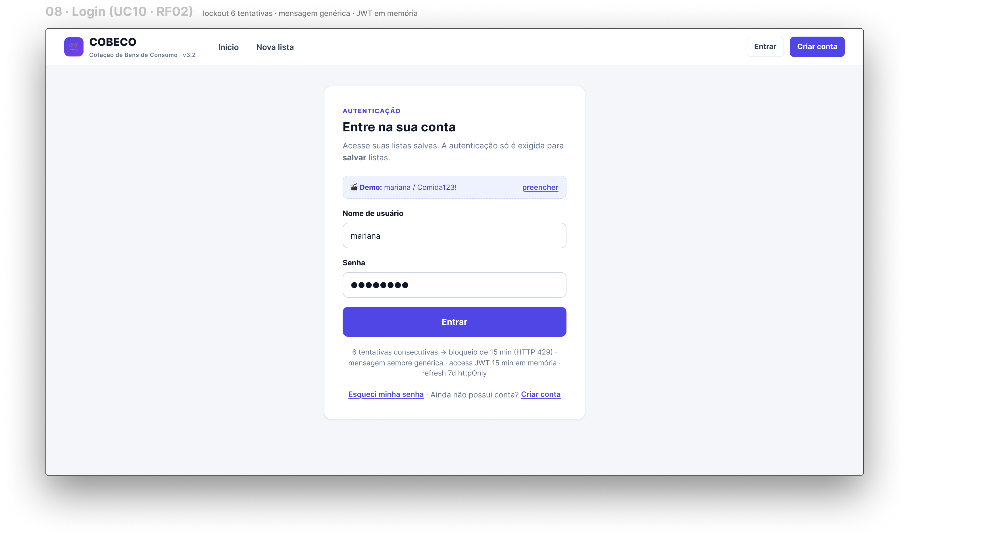 08 · Login (UC10 · RF02) lockout 6 tentativas · mensagem genérica · JWT em memória
COBECO
Cotação de Bens de Consumo · v3.2
Início Nova lista
Entrar Criar conta
AUTENTICAÇÃO
Entre na sua conta
Acesse suas listas salvas. A autenticação só é exigida para
salvar listas.
🎬 Demo: mariana / Comida123! preencher
Nome de usuário
mariana
Senha
●●●●●●●●
Entrar
6 tentativas consecutivas → bloqueio de 15 min (HTTP 429) ·
mensagem sempre genérica · access JWT 15 min em memória ·
refresh 7d httpOnly
Esqueci minha senha · Ainda não possui conta? Criar conta